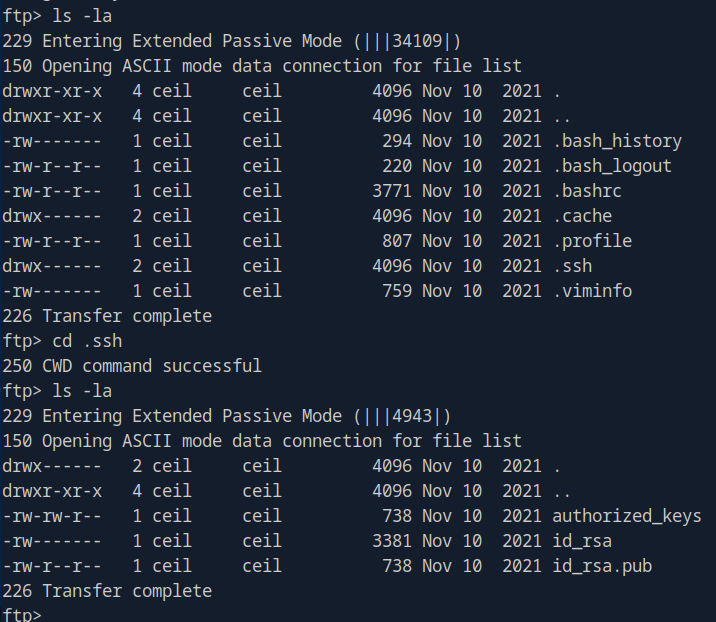 ftp> ls -la
229 Entering Extended Passive Mode (|||34109|)
150 Opening ASCII mode data connection for file list
drwxr-xr-x   4 ceil     ceil         4096 Nov 10  2021 .
drwxr-xr-x   4 ceil     ceil         4096 Nov 10  2021 ..
-rw-------   1 ceil     ceil          294 Nov 10  2021 .bash_history
-rw-r--r--   1 ceil     ceil          220 Nov 10  2021 .bash_logout
-rw-r--r--   1 ceil     ceil         3771 Nov 10  2021 .bashrc
drwx------   2 ceil     ceil         4096 Nov 10  2021 .cache
-rw-r--r--   1 ceil     ceil          807 Nov 10  2021 .profile
drwx------   2 ceil     ceil         4096 Nov 10  2021 .ssh
-rw-------   1 ceil     ceil          759 Nov 10  2021 .viminfo
226 Transfer complete
ftp> cd .ssh
250 CWD command successful
ftp> ls -la
229 Entering Extended Passive Mode (|||4943|)
150 Opening ASCII mode data connection for file list
drwx------   2 ceil     ceil         4096 Nov 10  2021 .
drwxr-xr-x   4 ceil     ceil         4096 Nov 10  2021 ..
-rw-rw-r--   1 ceil     ceil          738 Nov 10  2021 authorized_keys
-rw-------   1 ceil     ceil         3381 Nov 10  2021 id_rsa
-rw-r--r--   1 ceil     ceil          738 Nov 10  2021 id_rsa.pub
226 Transfer complete
ftp>